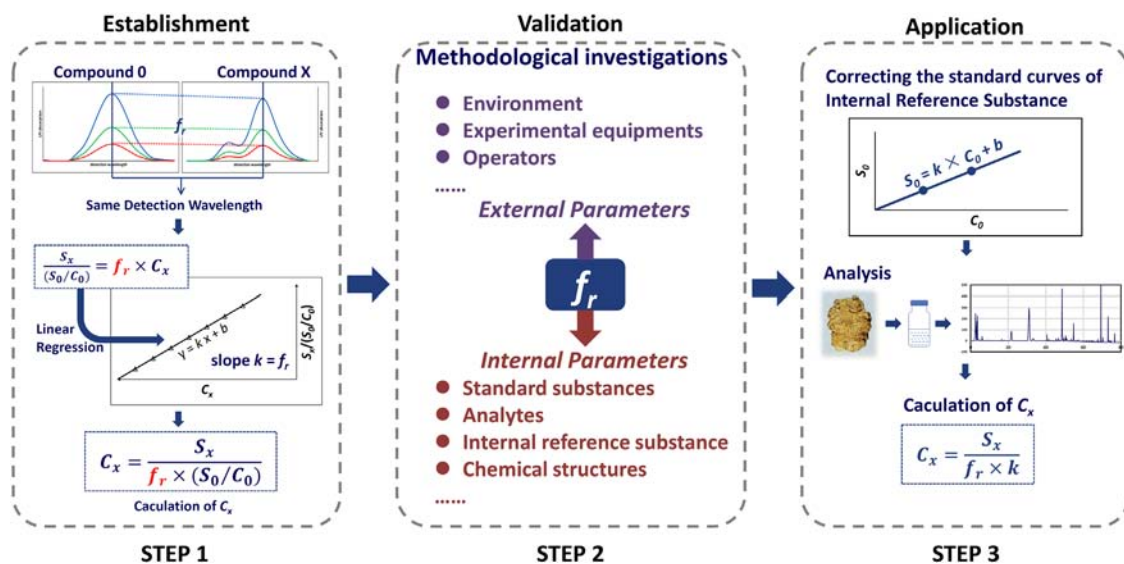 Establishment
Compound 0
Compound X
f_r
Same Detection Wavelength
S_x / (S_0/C_0) = f_r × C_x
Linear
Regression
y = k x + b
slope k = f_r
S_x/(S_0/C_0)
C_x
C_x = S_x / (f_r × (S_0/C_0))
Caculation of C_x
STEP 1
Validation
Methodological investigations
● Environment
● Experimental equipments
● Operators
......
External Parameters
f_r
Internal Parameters
● Standard substances
● Analytes
● Internal reference substance
● Chemical structures
......
STEP 2
Application
Correcting the standard curves of
Internal Reference Substance
S_0 = k × C_0 + b
S_0
C_0
Analysis
Caculation of C_x
C_x = S_x / (f_r × k)
STEP 3